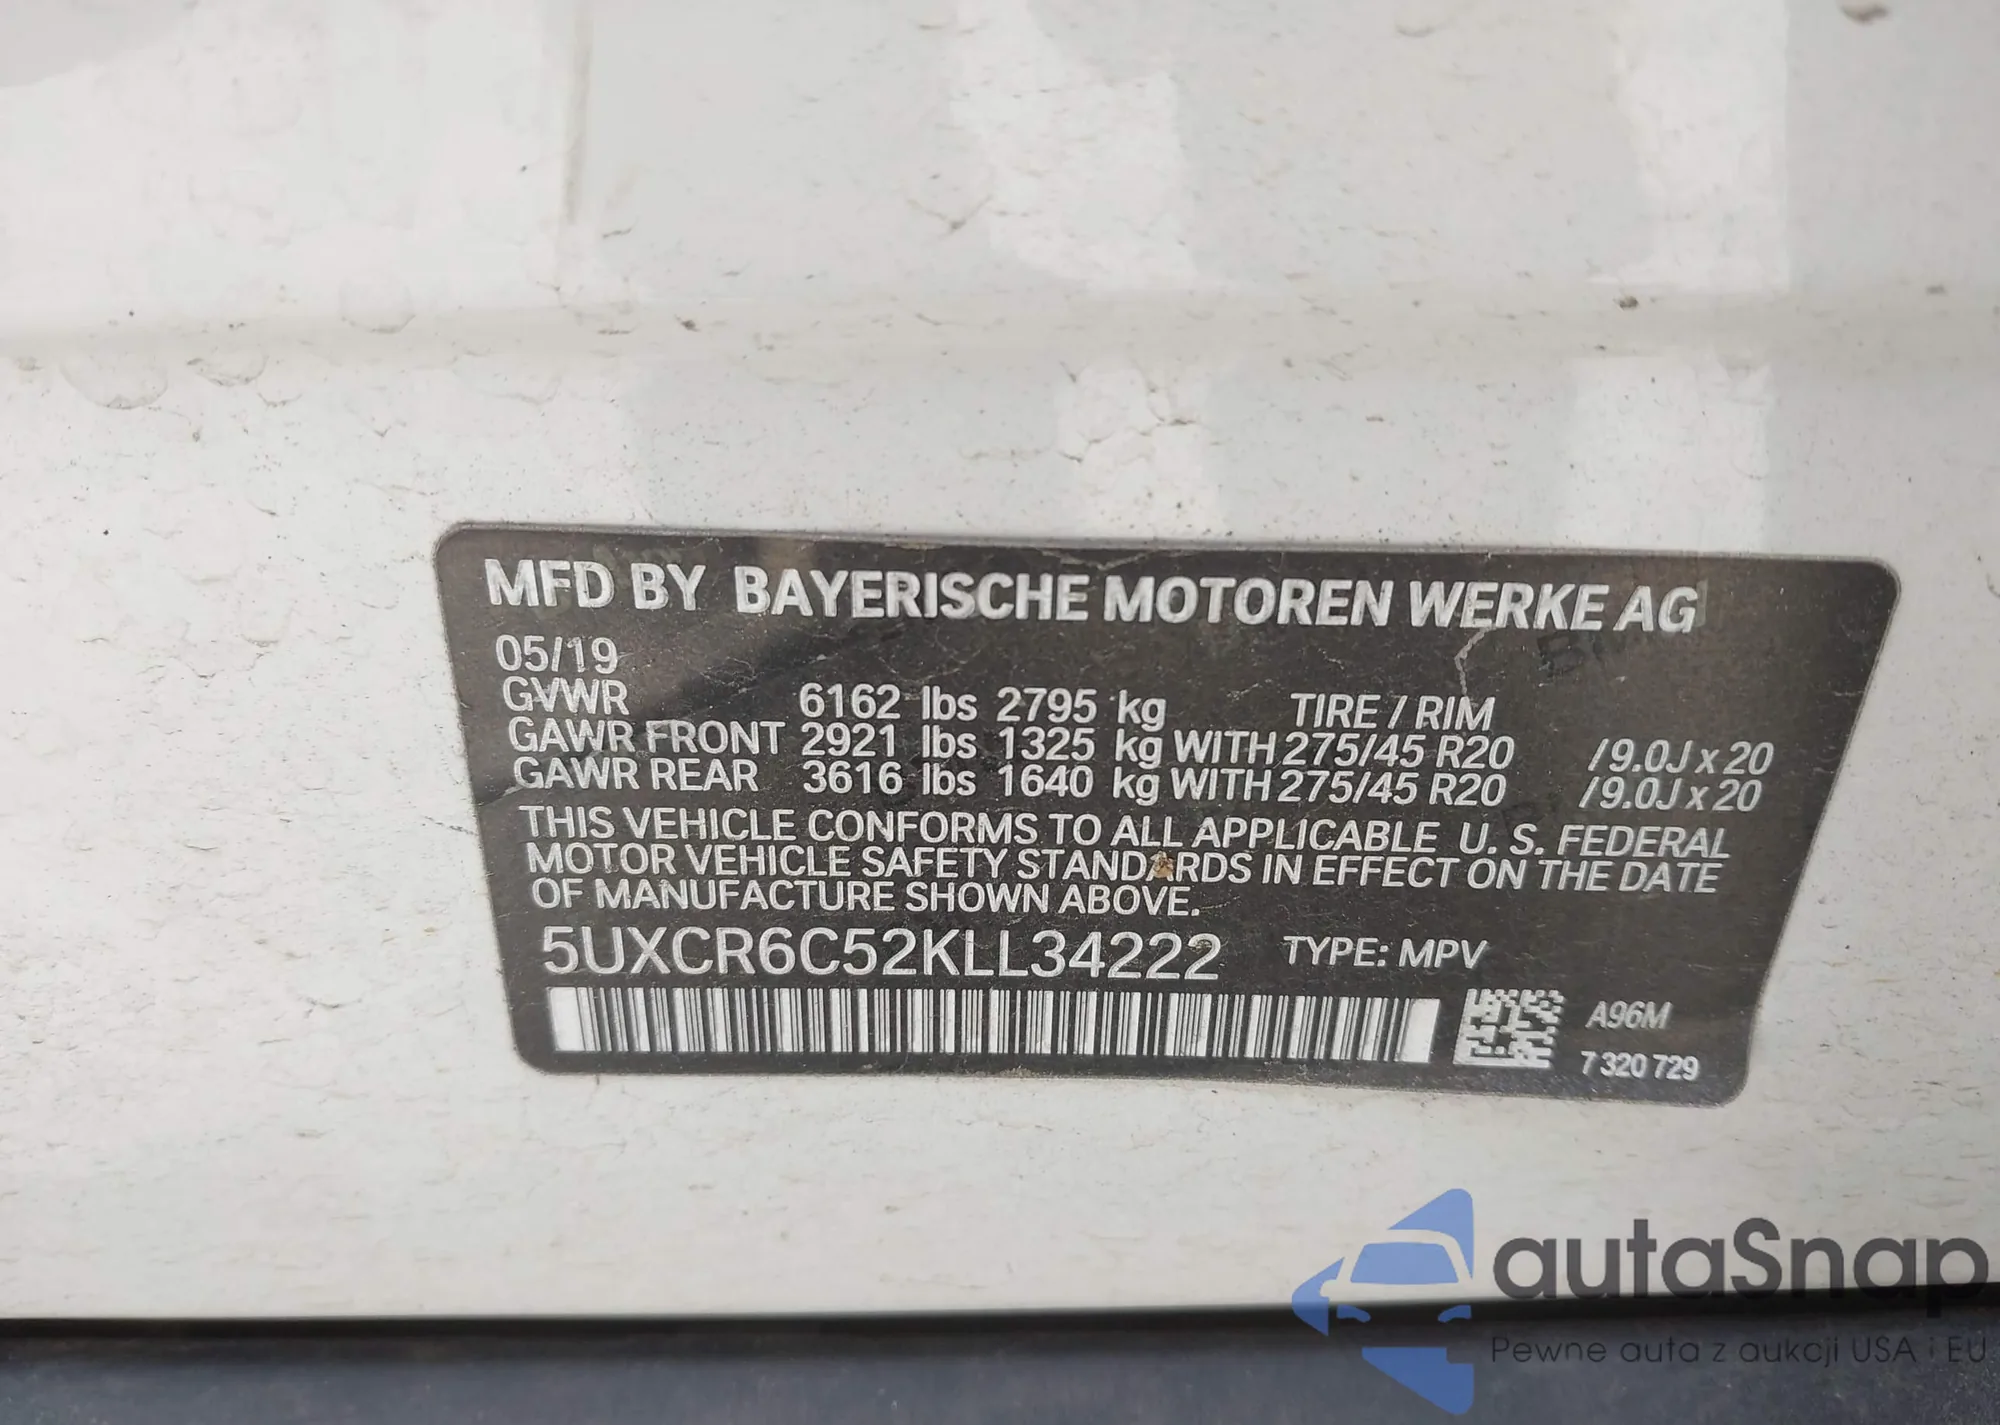 MFD BY BAYERISCHE MOTOREN WERKE AG
05/19
GVWR 6162 lbs 2795 kg TIRE / RIM
GAWR FRONT 2921 lbs 1325 kg WITH 275/45 R20 /9.0J x 20
GAWR REAR 3616 lbs 1640 kg WITH 275/45 R20 /9.0J x 20
THIS VEHICLE CONFORMS TO ALL APPLICABLE U. S. FEDERAL
MOTOR VEHICLE SAFETY STANDARDS IN EFFECT ON THE DATE
OF MANUFACTURE SHOWN ABOVE.
5UXCR6C52KLL34222 TYPE: MPV
A96M
7 320 729
autaSnap
Pewne auta z aukcji USA i EU